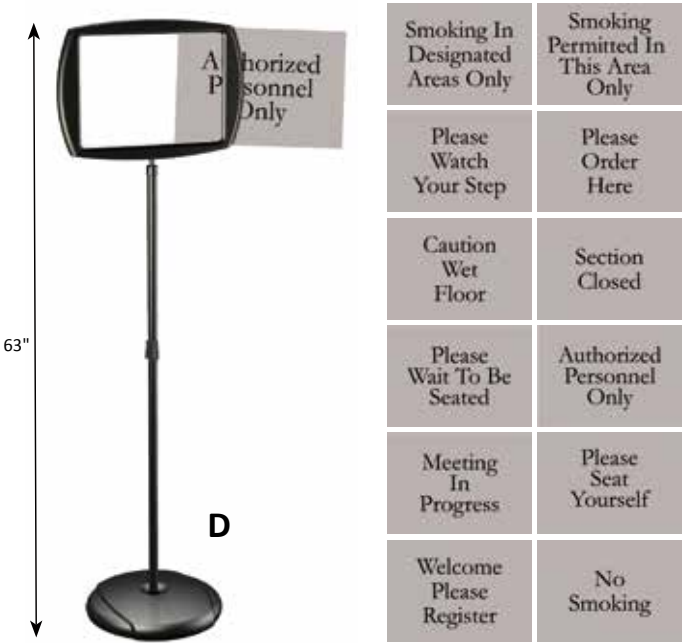 A thorized
P sonnel
Only
63"
D
Smoking In
Designated
Areas Only
Smoking
Permitted In
This Area
Only
Please
Watch
Your Step
Please
Order
Here
Caution
Wet
Floor
Section
Closed
Please
Wait To Be
Seated
Authorized
Personnel
Only
Meeting
In
Progress
Please
Seat
Yourself
Welcome
Please
Register
No
Smoking